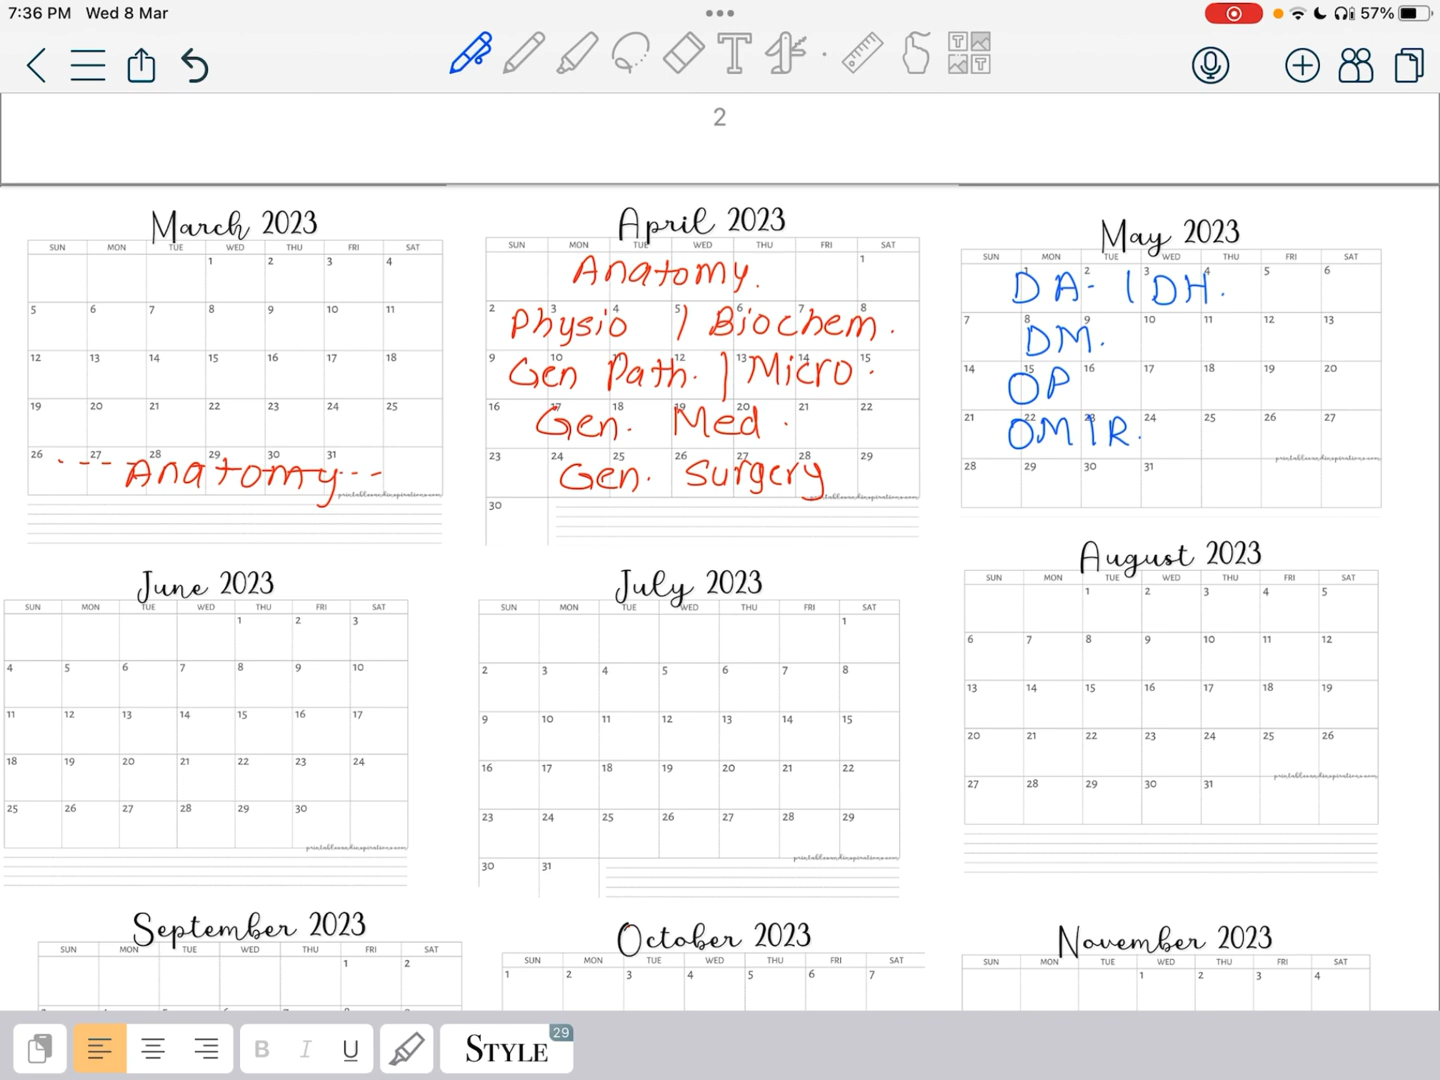 7:36 PM Wed 8 Mar
57%
2
March 2023
SUN MON TUE WED THU FRI SAT
1 2 3 4
5 6 7 8 9 10 11
12 13 14 15 16 17 18
19 20 21 22 23 24 25
26 27 28 29 30 31
--- Anatomy ---
printablesandinspirations.com
April 2023
SUN MON TUE WED THU FRI SAT
1
Anatomy.
2 3 4 5 6 7 8
Physio / Biochem.
9 10 11 12 13 14 15
Gen Path. / Micro.
16 17 18 19 20 21 22
Gen. Med.
23 24 25 26 27 28 29
Gen. Surgery
printablesandinspirations.com
30
May 2023
SUN MON TUE WED THU FRI SAT
1 2 3 4 5 6
DA- / DH.
7 8 9 10 11 12 13
DM.
14 15 16 17 18 19 20
OP
21 22 23 24 25 26 27
OM/R.
printablesandinspirations.com
28 29 30 31
June 2023
SUN MON TUE WED THU FRI SAT
1 2 3
4 5 6 7 8 9 10
11 12 13 14 15 16 17
18 19 20 21 22 23 24
25 26 27 28 29 30
printablesandinspirations.com
July 2023
SUN MON TUE WED THU FRI SAT
1
2 3 4 5 6 7 8
9 10 11 12 13 14 15
16 17 18 19 20 21 22
23 24 25 26 27 28 29
printablesandinspirations.com
30 31
August 2023
SUN MON TUE WED THU FRI SAT
1 2 3 4 5
6 7 8 9 10 11 12
13 14 15 16 17 18 19
20 21 22 23 24 25 26
printablesandinspirations.com
27 28 29 30 31
September 2023
SUN MON TUE WED THU FRI SAT
1 2
October 2023
SUN MON TUE WED THU FRI SAT
1 2 3 4 5 6 7
November 2023
SUN MON TUE WED THU FRI SAT
1 2 3 4
B I U STYLE 29